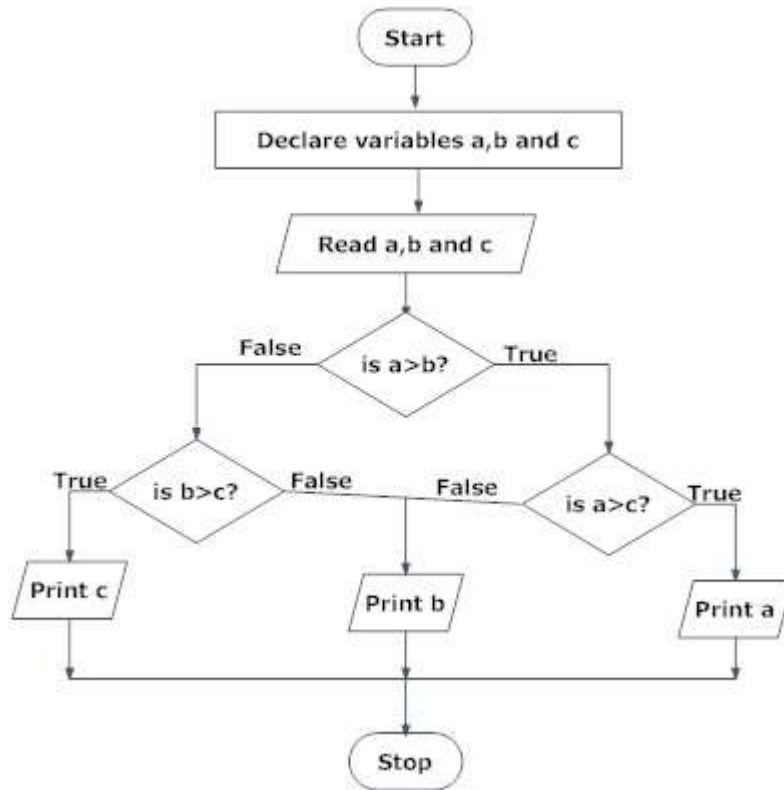 Start
Declare variables a,b and c
Read a,b and c
False
is a>b?
True
True
is b>c?
False
False
is a>c?
True
Print c
Print b
Print a
Stop